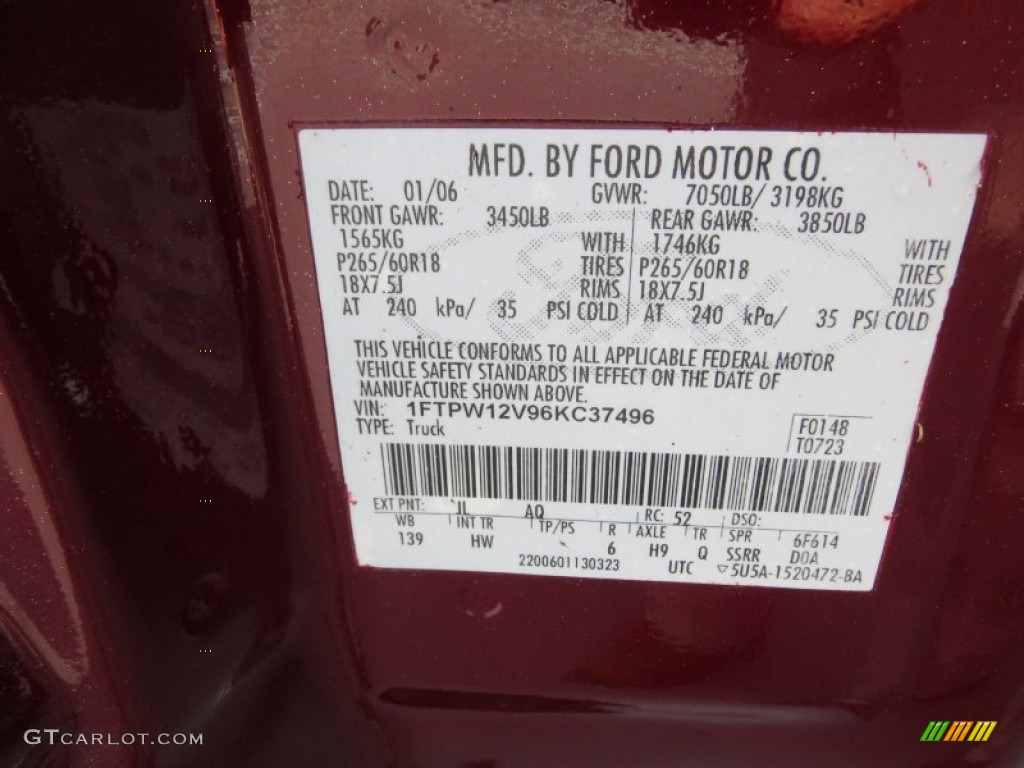 MFD. BY FORD MOTOR CO.
DATE: 01/06 GVWR: 7050LB/ 3198KG
FRONT GAWR: 3450LB REAR GAWR: 3850LB
1565KG WITH 1746KG WITH
P265/60R18 TIRES P265/60R18 TIRES
18X7.5J RIMS 18X7.5J RIMS
AT 240 kPa/ 35 PSI COLD AT 240 kPa/ 35 PSI COLD
THIS VEHICLE CONFORMS TO ALL APPLICABLE FEDERAL MOTOR
VEHICLE SAFETY STANDARDS IN EFFECT ON THE DATE OF
MANUFACTURE SHOWN ABOVE.
VIN: 1FTPW12V96KC37496
TYPE: Truck
F0148
T0723
EXT PNT: JL AQ RC: 52 DSO:
WB INT TR TP/PS R AXLE TR SPR 6F614
139 HW 6 H9 Q SSRR D0A
2200601130323 UTC ▽5U5A-1520472-BA
GTCARLOT.COM